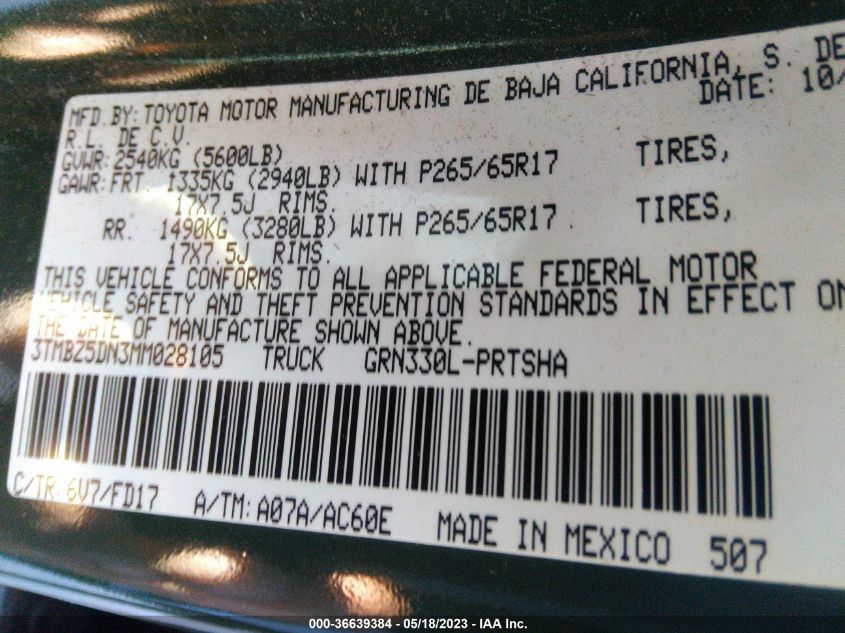 MFD.BY:TOYOTA MOTOR MANUFACTURING DE BAJA CALIFORNIA, S. DE
R.L. DE C.V. DATE: 10/
GVWR:2540KG (5600LB)
GAWR:FRT. 1335KG (2940LB) WITH P265/65R17 TIRES,
17X7.5J RIMS.
RR. 1490KG (3280LB) WITH P265/65R17 TIRES,
17X7.5J RIMS.
THIS VEHICLE CONFORMS TO ALL APPLICABLE FEDERAL MOTOR
VEHICLE SAFETY AND THEFT PREVENTION STANDARDS IN EFFECT ON
THE DATE OF MANUFACTURE SHOWN ABOVE.
3TMBZ5DN3MM028105 TRUCK GRN330L-PRTSHA
C/TR:6V7/FD17 A/TM:A07A/AC60E MADE IN MEXICO 507
000-36639384 - 05/18/2023 - IAA Inc.